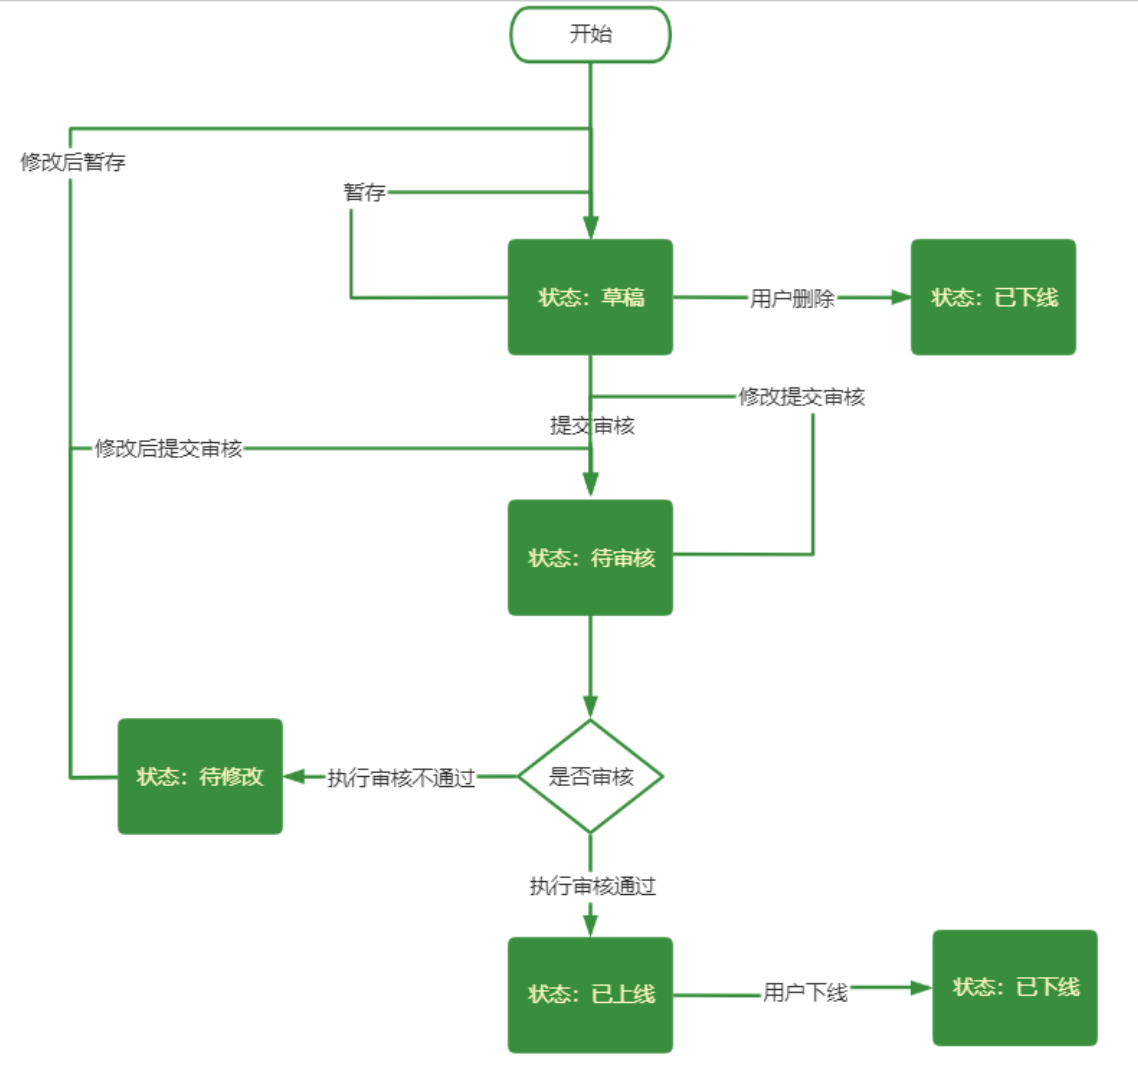 开始
修改后暂存
暂存
状态：草稿
用户删除
状态：已下线
修改提交审核
提交审核
修改后提交审核
状态：待审核
状态：待修改
执行审核不通过
是否审核
执行审核通过
状态：已上线
用户下线
状态：已下线